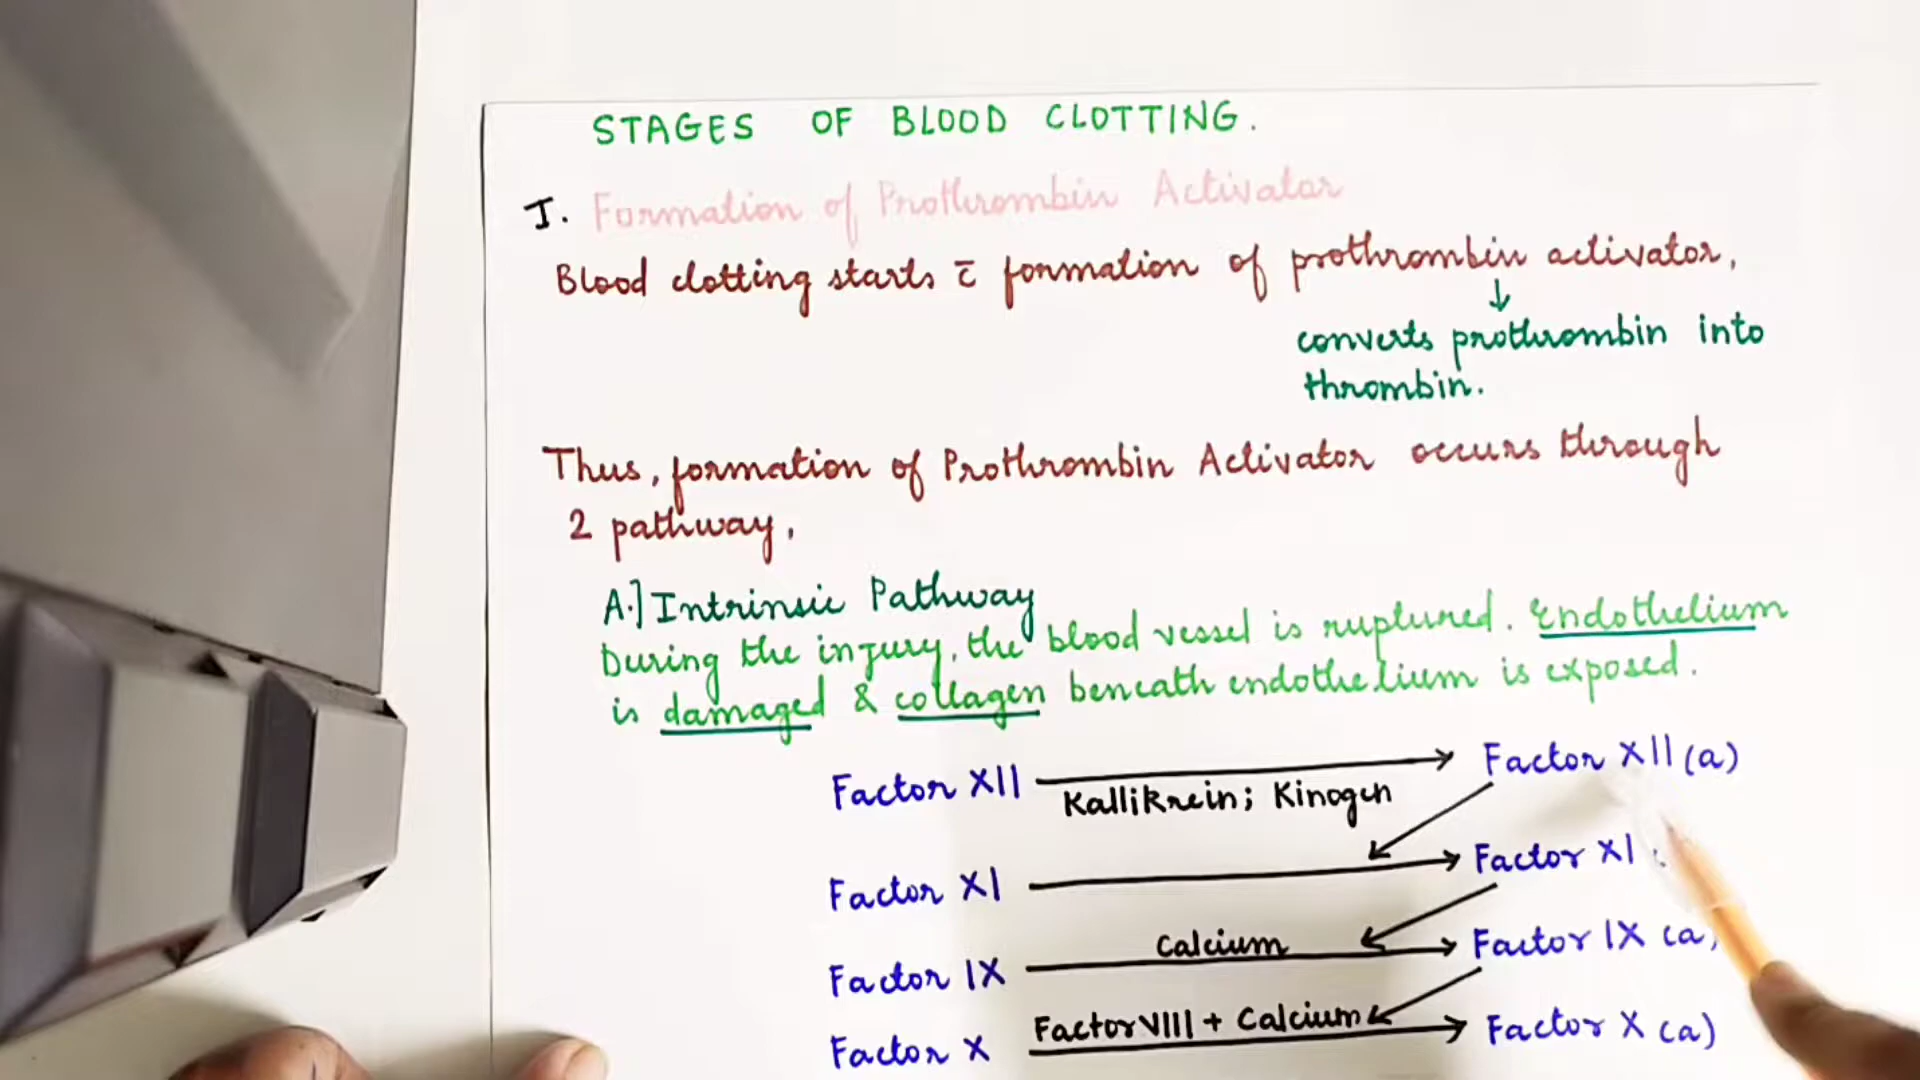 STAGES OF BLOOD CLOTTING.
I. Formation of Prothrombin Activator
Blood clotting starts c̄ formation of prothrombin activator,
↓
converts prothrombin into
thrombin.
Thus, formation of Prothrombin Activator occurs through
2 pathway,
A.] Intrinsic Pathway
During the injury, the blood vessel is ruptured. Endothelium
is damaged & collagen beneath endothelium is exposed.
Factor XII → Factor XII (a)
Kallikrein; Kinogen
Factor XI → Factor XI
Calcium
Factor IX → Factor IX (a)
Factor VIII + Calcium
Factor X → Factor X (a)